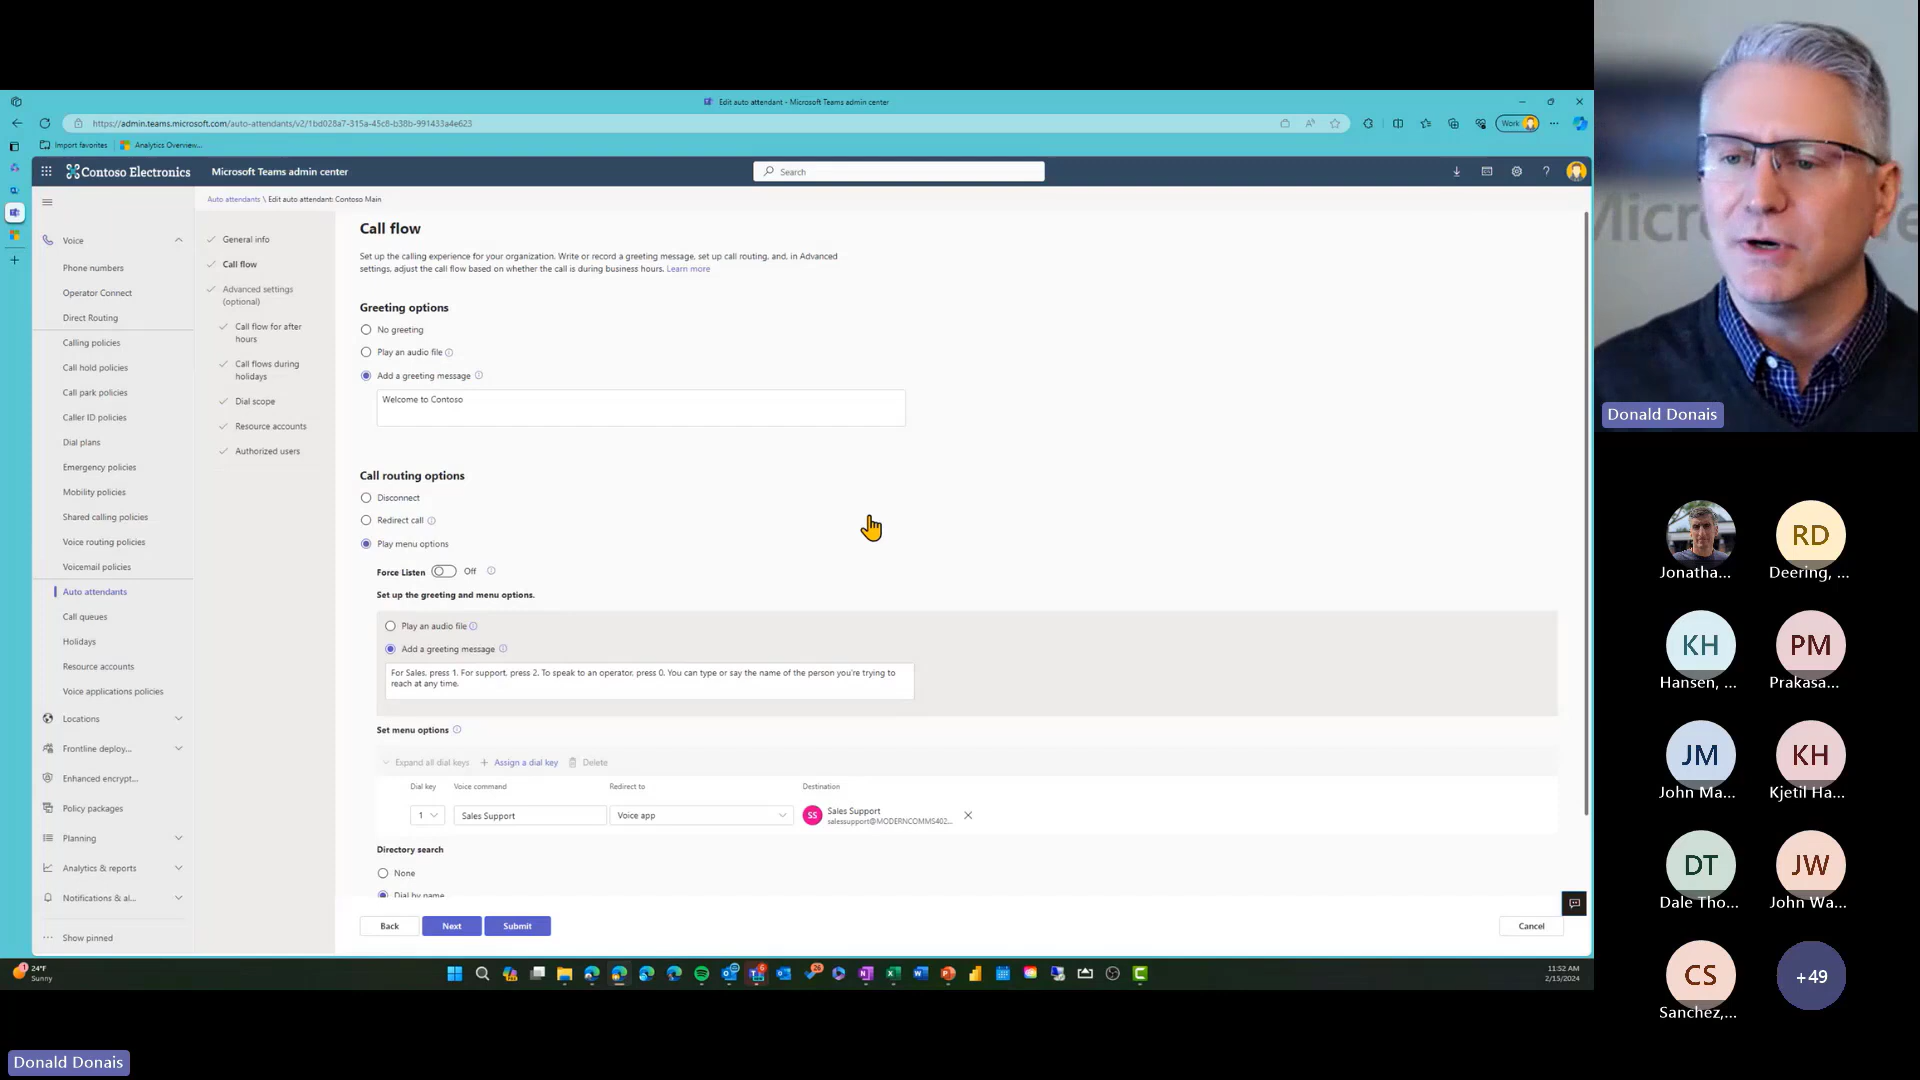 Edit auto attendant - Microsoft Teams admin center
https://admin.teams.microsoft.com/auto-attendants/v2/1bd028a7-315a-45c8-b38b-991433a4e623
Work
Import favorites
Analytics Overview...
Contoso Electronics
Microsoft Teams admin center
Search
Auto attendants \ Edit auto attendant: Contoso Main
Voice
Phone numbers
Operator Connect
Direct Routing
Calling policies
Call hold policies
Call park policies
Caller ID policies
Dial plans
Emergency policies
Mobility policies
Shared calling policies
Voice routing policies
Voicemail policies
Auto attendants
Call queues
Holidays
Resource accounts
Voice applications policies
Locations
Frontline deploy...
Enhanced encrypt...
Policy packages
Planning
Analytics & reports
Notifications & al...
Show pinned
General info
Call flow
Advanced settings
(optional)
Call flow for after
hours
Call flows during
holidays
Dial scope
Resource accounts
Authorized users
Call flow
Set up the calling experience for your organization. Write or record a greeting message, set up call routing, and, in Advanced
settings, adjust the call flow based on whether the call is during business hours. Learn more
Greeting options
No greeting
Play an audio file
Add a greeting message
Welcome to Contoso
Call routing options
Disconnect
Redirect call
Play menu options
Force Listen Off
Set up the greeting and menu options.
Play an audio file
Add a greeting message
For Sales, press 1. For support, press 2. To speak to an operator, press 0. You can type or say the name of the person you're trying to
reach at any time.
Set menu options
Expand all dial keys + Assign a dial key Delete
Dial key Voice command Redirect to Destination
1 Sales Support Voice app SS Sales Support
salessupport@MODERNCOMMS402...
Directory search
None
Dial by name
Back Next Submit Cancel
24°F
Sunny
11:52 AM
2/15/2024
Donald Donais
Jonatha...
RD
Deering, ...
KH
Hansen, ...
PM
Prakasa...
JM
John Ma...
KH
Kjetil Ha...
DT
Dale Tho...
JW
John Wa...
CS
Sanchez,...
+49
Donald Donais